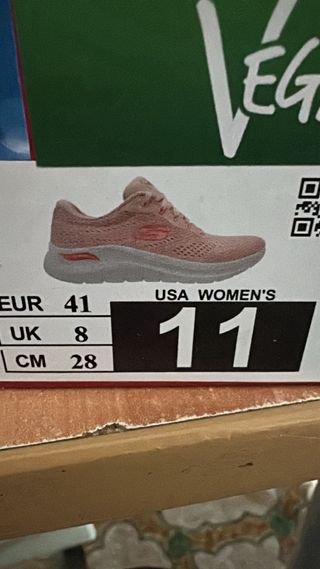 VEG
EUR 41
USA WOMEN'S
UK 8
11
CM 28